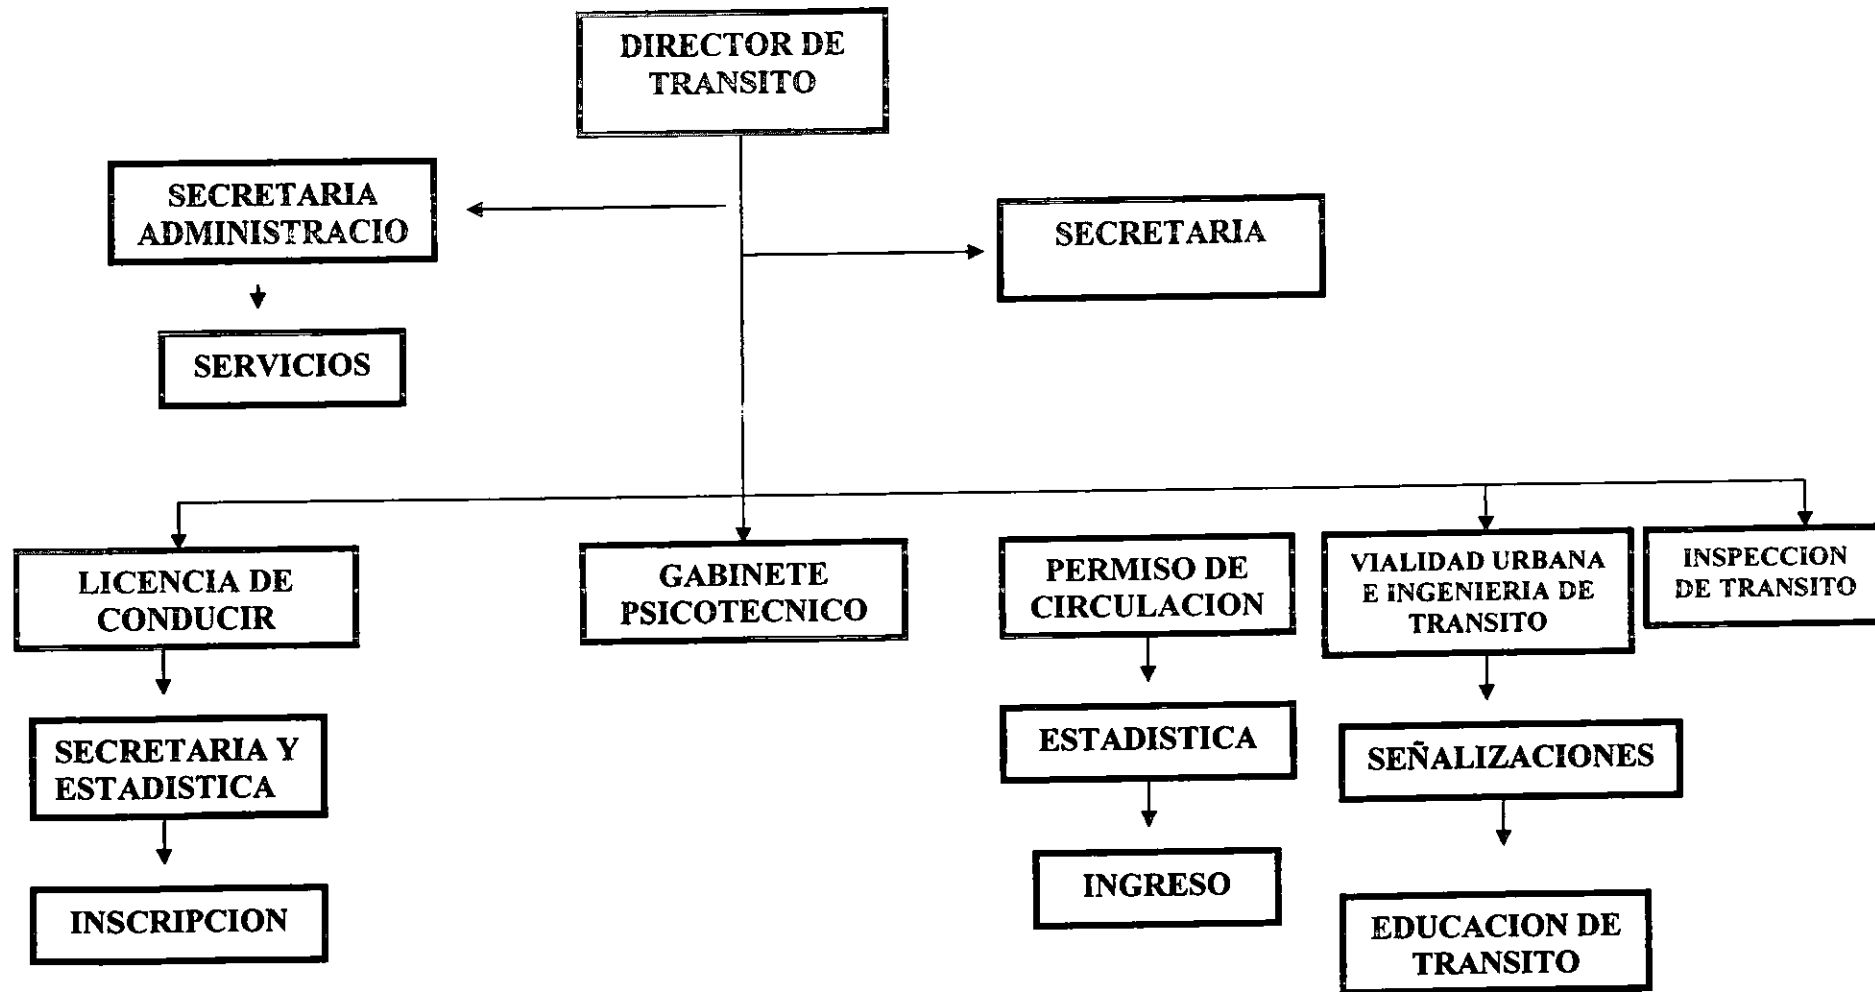 DIRECTOR DE
TRANSITO
SECRETARIA
ADMINISTRACIO
SECRETARIA
SERVICIOS
LICENCIA DE
CONDUCIR
GABINETE
PSICOTECNICO
PERMISO DE
CIRCULACION
VIALIDAD URBANA
E INGENIERIA DE
TRANSITO
INSPECCION
DE TRANSITO
SECRETARIA Y
ESTADISTICA
ESTADISTICA
SEÑALIZACIONES
INSCRIPCION
INGRESO
EDUCACION DE
TRANSITO